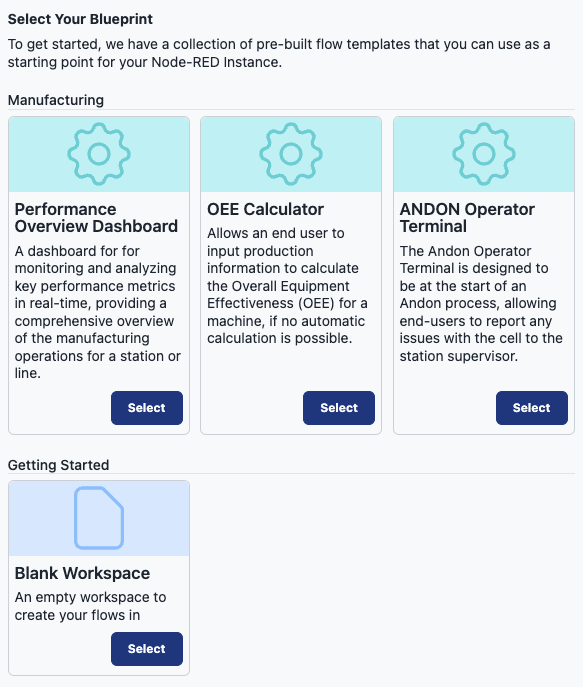 Select Your Blueprint
To get started, we have a collection of pre-built flow templates that you can use as a
starting point for your Node-RED Instance.
Manufacturing
Performance
Overview Dashboard
A dashboard for for
monitoring and analyzing
key performance metrics
in real-time, providing a
comprehensive overview
of the manufacturing
operations for a station or
line.
Select
OEE Calculator
Allows an end user to
input production
information to calculate
the Overall Equipment
Effectiveness (OEE) for a
machine, if no automatic
calculation is possible.
Select
ANDON Operator
Terminal
The Andon Operator
Terminal is designed to
be at the start of an
Andon process, allowing
end-users to report any
issues with the cell to the
station supervisor.
Select
Getting Started
Blank Workspace
An empty workspace to
create your flows in
Select